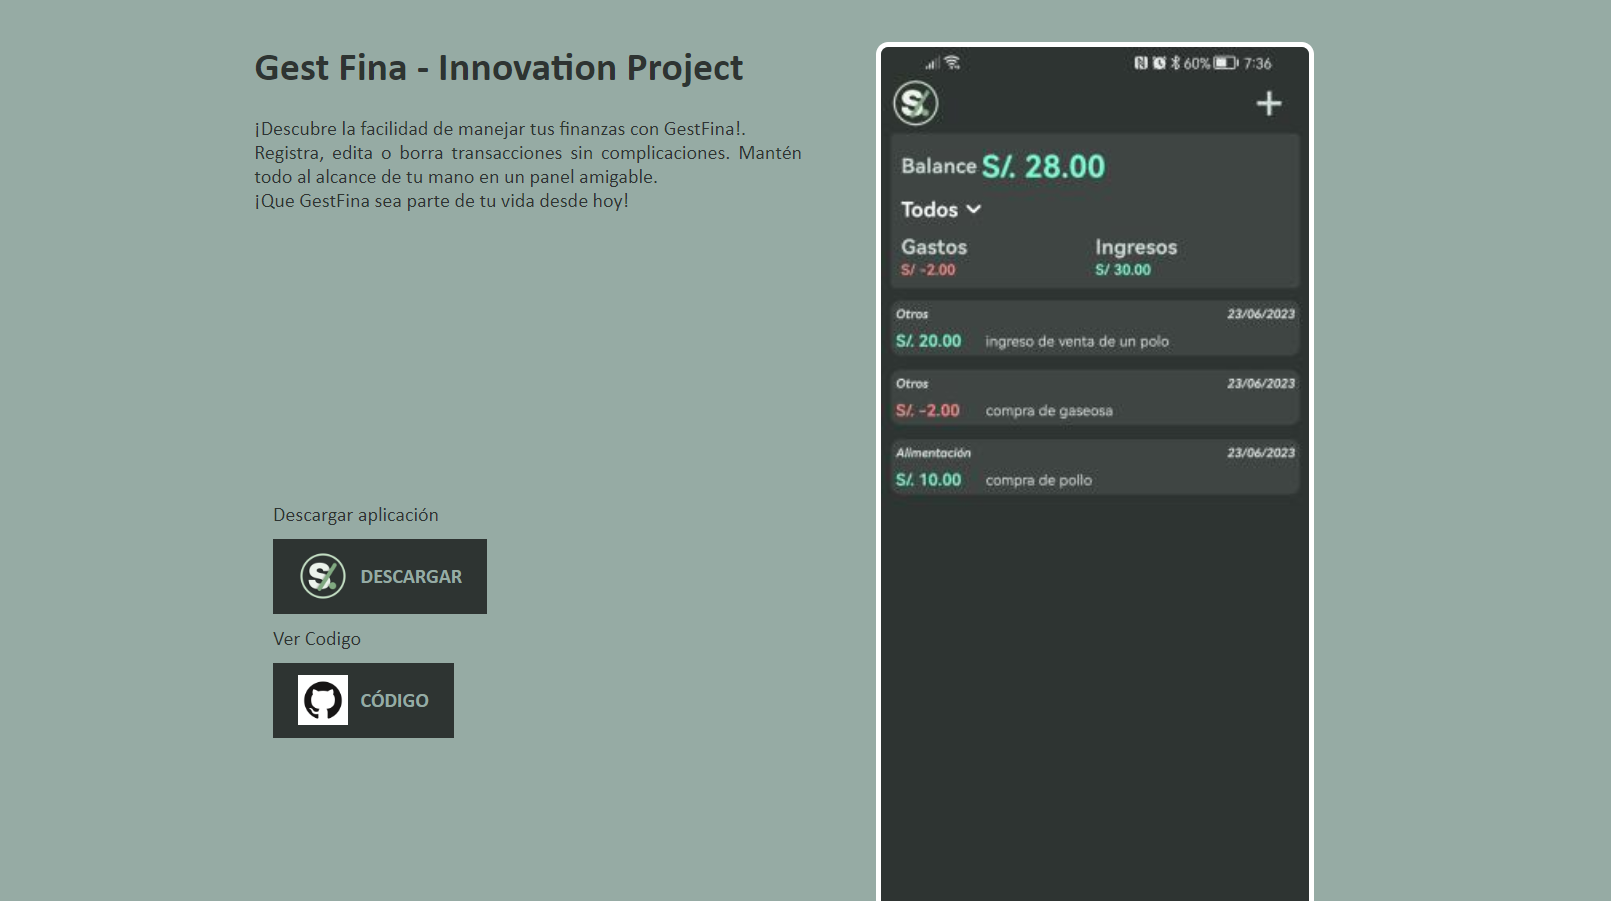 Gest Fina - Innovation Project
¡Descubre la facilidad de manejar tus finanzas con GestFina!.
Registra, edita o borra transacciones sin complicaciones. Mantén
todo al alcance de tu mano en un panel amigable.
¡Que GestFina sea parte de tu vida desde hoy!
Descargar aplicación
S/. DESCARGAR
Ver Codigo
CÓDIGO
60% 7:36
S/.
Balance S/. 28.00
Todos
Gastos Ingresos
S/ -2.00 S/ 30.00
Otros 23/06/2023
S/. 20.00 ingreso de venta de un polo
Otros 23/06/2023
S/. -2.00 compra de gaseosa
Alimentación 23/06/2023
S/. 10.00 compra de pollo